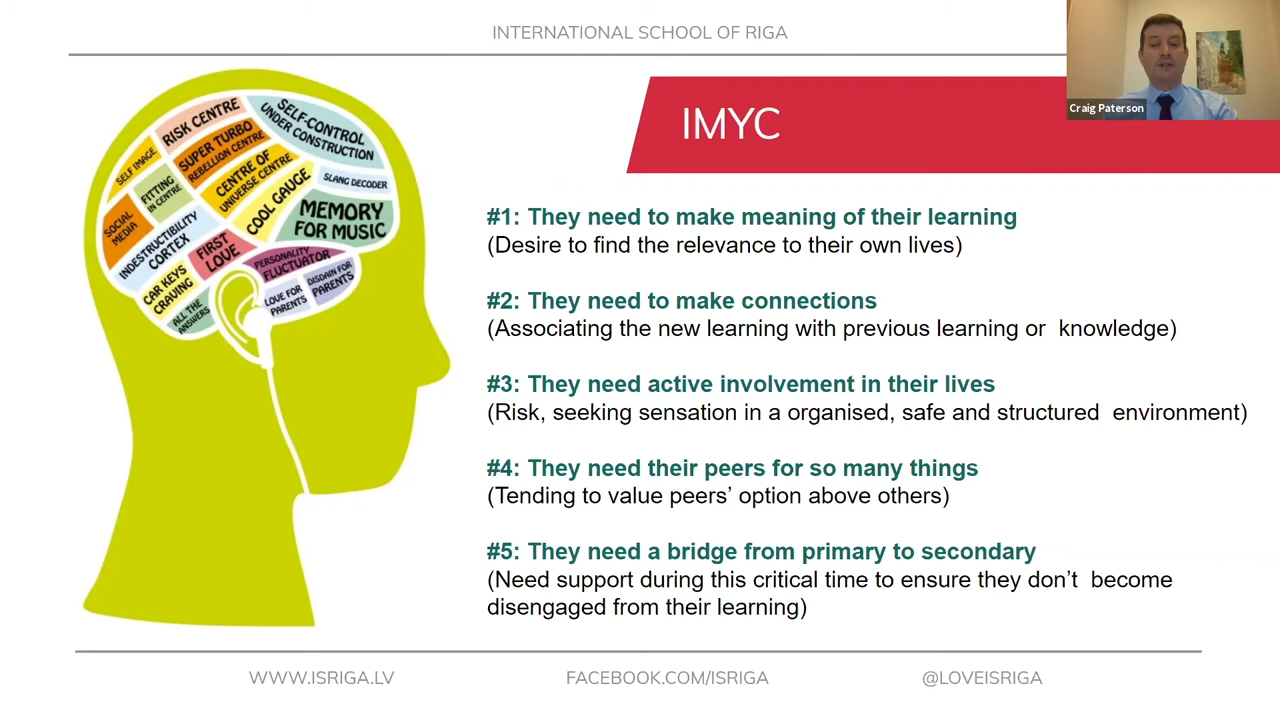 INTERNATIONAL SCHOOL OF RIGA
Craig Paterson
IMYC
RISK CENTRE
SELF-CONTROL
UNDER CONSTRUCTION
SELF IMAGE
SUPER TURBO
REBELLION CENTRE
FITTING
IN CENTRE
CENTRE OF
UNIVERSE CENTRE
SLANG DECODER
SOCIAL
MEDIA
COOL GAUGE
MEMORY
FOR MUSIC
INDESTRUCTIBILITY
CORTEX
FIRST
LOVE
PERSONALITY
FLUCTUATOR
CAR KEYS
CRAVING
LOVE FOR
PARENTS
DISDAIN FOR
PARENTS
ALL THE
ANSWERS
#1: They need to make meaning of their learning
(Desire to find the relevance to their own lives)
#2: They need to make connections
(Associating the new learning with previous learning or knowledge)
#3: They need active involvement in their lives
(Risk, seeking sensation in a organised, safe and structured environment)
#4: They need their peers for so many things
(Tending to value peers’ option above others)
#5: They need a bridge from primary to secondary
(Need support during this critical time to ensure they don’t become
disengaged from their learning)
WWW.ISRIGA.LV
FACEBOOK.COM/ISRIGA
@LOVEISRIGA